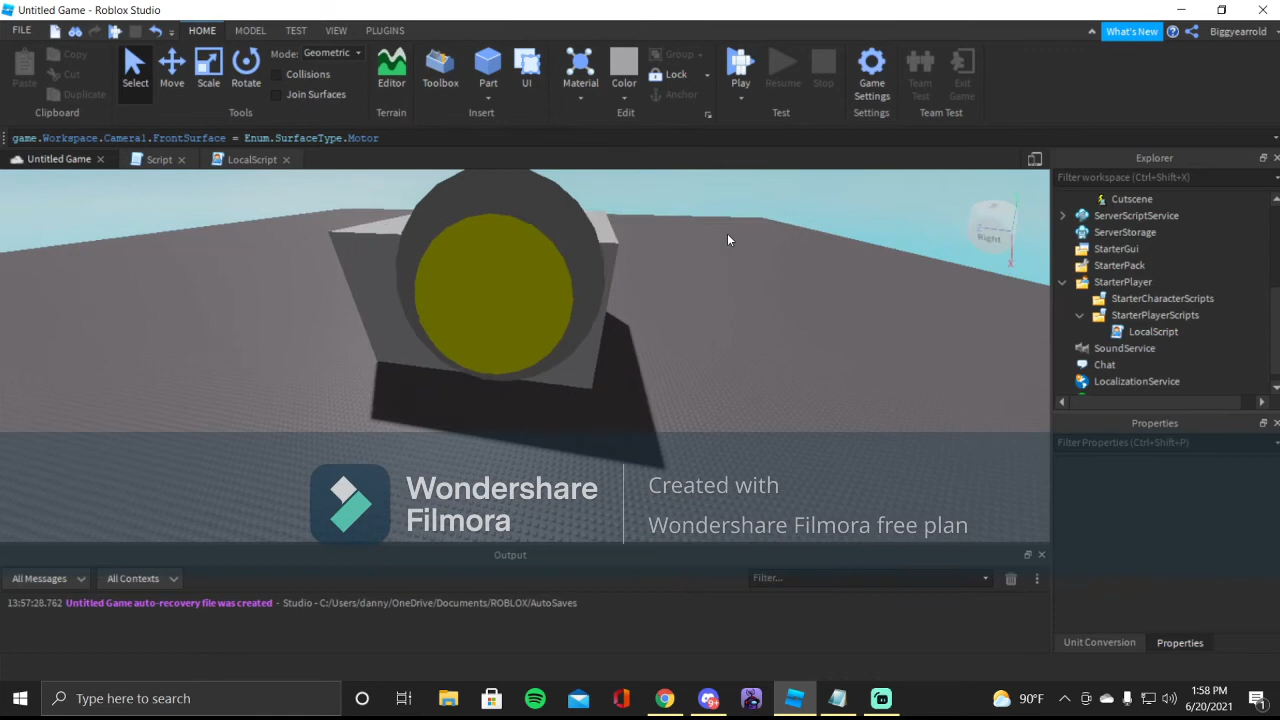 Untitled Game - Roblox Studio
FILE HOME MODEL TEST VIEW PLUGINS What's New Biggyearrold
Paste Copy Cut Duplicate Clipboard
Select Move Scale Rotate Mode: Geometric Collisions Join Surfaces Tools
Editor Terrain
Toolbox Part UI Insert
Material Color Group Lock Anchor Edit
Play Resume Stop Test
Game Settings Settings
Team Test Exit Game Team Test
game.Workspace.Camera1.FrontSurface = Enum.SurfaceType.Motor
Untitled Game Script LocalScript
Right
Explorer
Filter workspace (Ctrl+Shift+X)
Cutscene
ServerScriptService
ServerStorage
StarterGui
StarterPack
StarterPlayer
StarterCharacterScripts
StarterPlayerScripts
LocalScript
SoundService
Chat
LocalizationService
Properties
Filter Properties (Ctrl+Shift+P)
Unit Conversion Properties
Wondershare
Filmora
Created with
Wondershare Filmora free plan
Output
All Messages All Contexts Filter...
13:57:28.762 Untitled Game auto-recovery file was created - Studio - C:/Users/danny/OneDrive/Documents/ROBLOX/AutoSaves
Type here to search 9+ 90°F 1:58 PM
6/20/2021 1